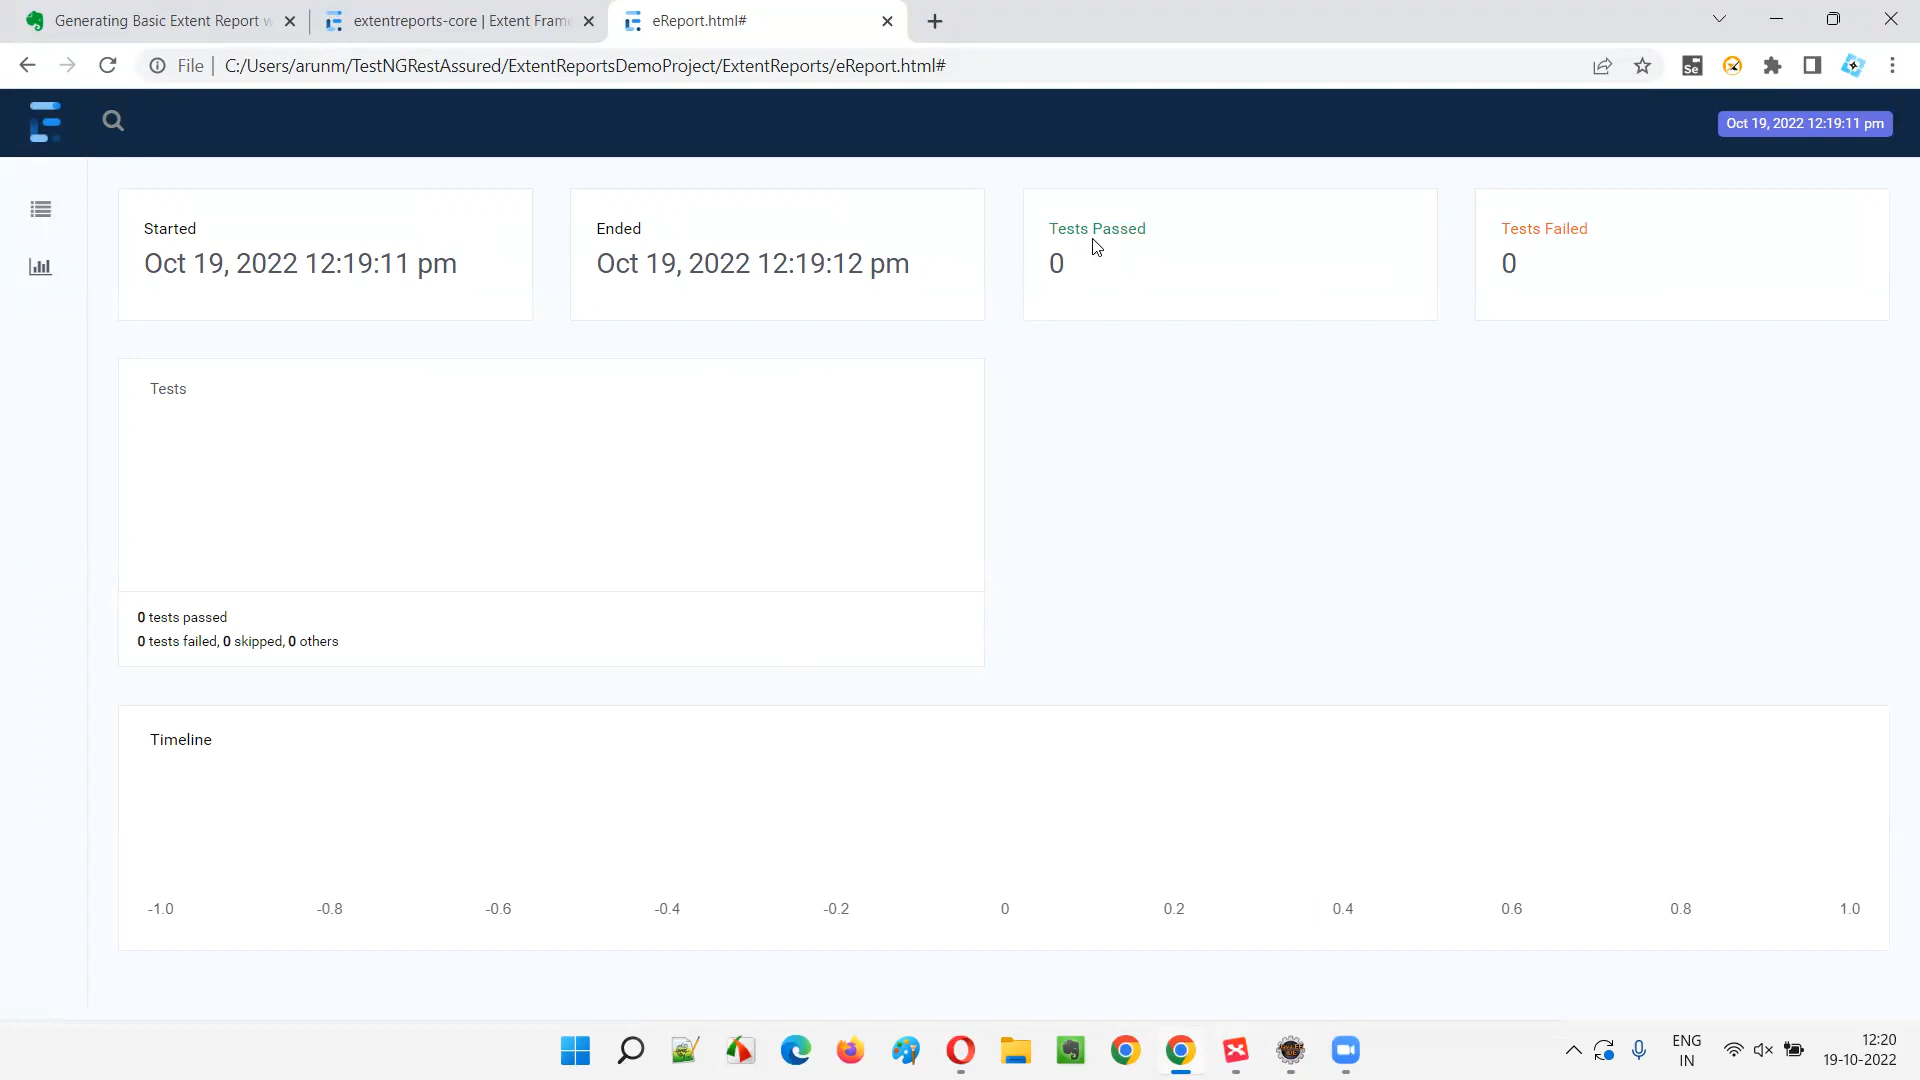 Generating Basic Extent Report w
extentreports-core | Extent Frame
eReport.html#
File
C:/Users/arunm/TestNGRestAssured/ExtentReportsDemoProject/ExtentReports/eReport.html#
Oct 19, 2022 12:19:11 pm
Started
Oct 19, 2022 12:19:11 pm
Ended
Oct 19, 2022 12:19:12 pm
Tests Passed
0
Tests Failed
0
Tests
0 tests passed
0 tests failed, 0 skipped, 0 others
Timeline
-1.0 -0.8 -0.6 -0.4 -0.2 0 0.2 0.4 0.6 0.8 1.0
ENG
IN
12:20
19-10-2022